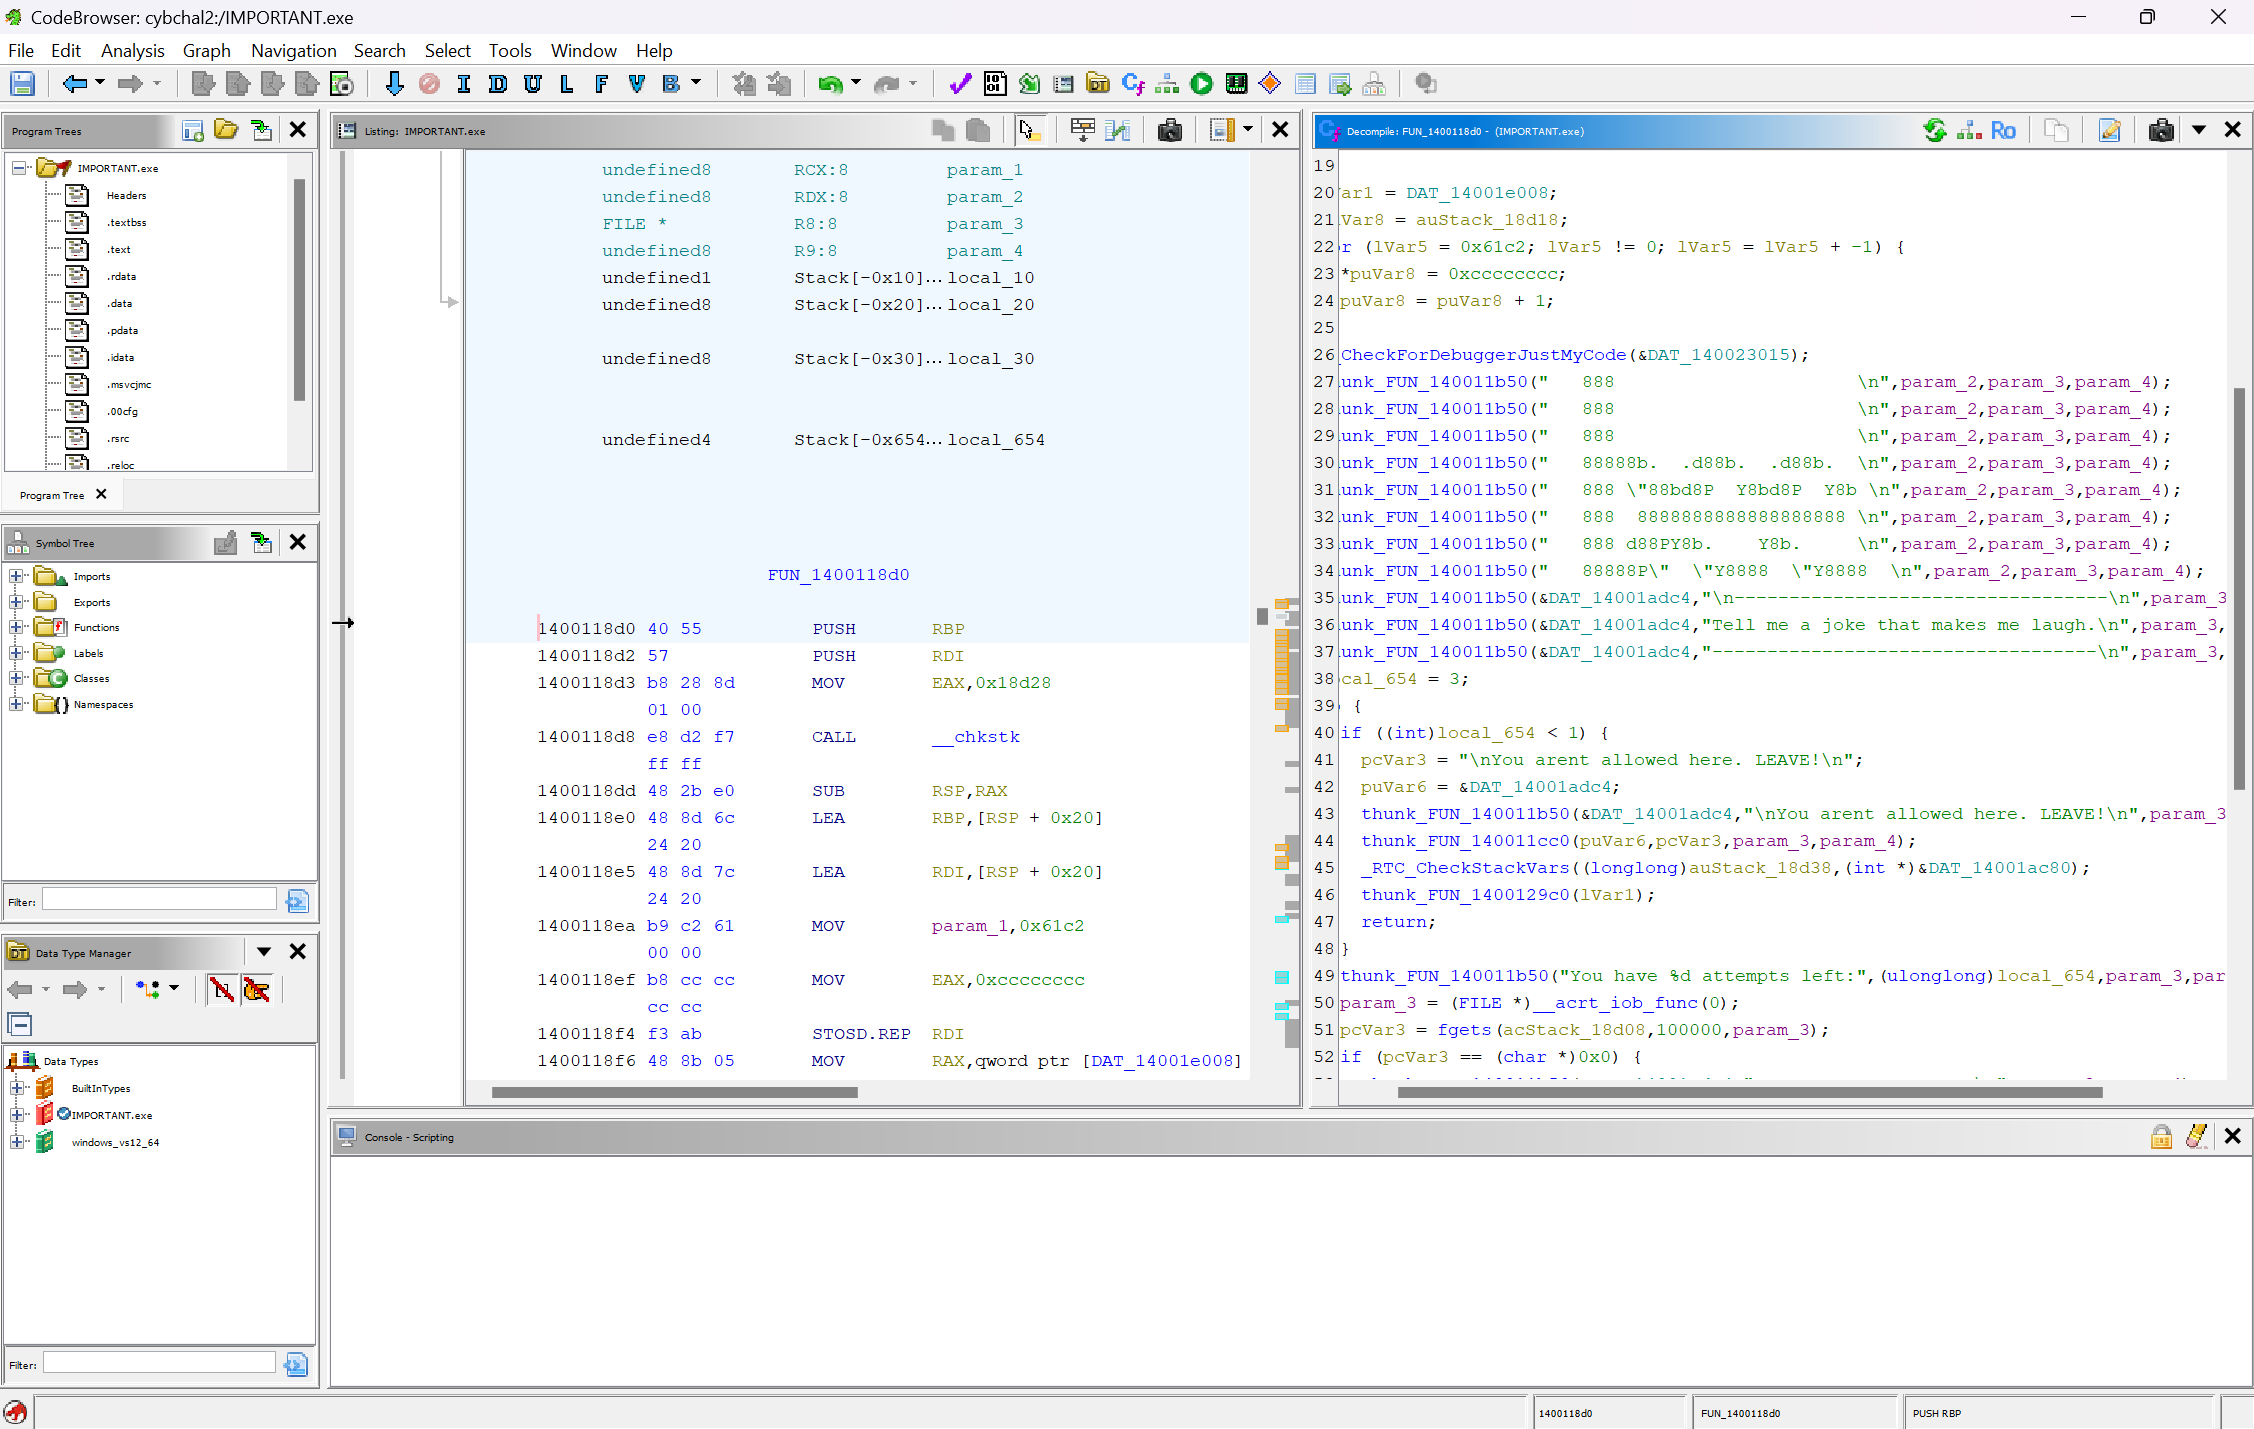 CodeBrowser: cybchal2:/IMPORTANT.exe
File Edit Analysis Graph Navigation Search Select Tools Window Help
I D U L F V B
Program Trees
IMPORTANT.exe
Headers
.textbss
.text
.rdata
.data
.pdata
.idata
.msvcjmc
.00cfg
.rsrc
.reloc
Program Tree
Symbol Tree
Imports
Exports
Functions
Labels
Classes
Namespaces
Filter:
Data Type Manager
Data Types
BuiltInTypes
IMPORTANT.exe
windows_vs12_64
Filter:
Listing: IMPORTANT.exe
undefined8 RCX:8 param_1
undefined8 RDX:8 param_2
FILE * R8:8 param_3
undefined8 R9:8 param_4
undefined1 Stack[-0x10]... local_10
undefined8 Stack[-0x20]... local_20
undefined8 Stack[-0x30]... local_30
undefined4 Stack[-0x654... local_654
FUN_1400118d0
1400118d0 40 55 PUSH RBP
1400118d2 57 PUSH RDI
1400118d3 b8 28 8d MOV EAX,0x18d28
01 00
1400118d8 e8 d2 f7 CALL __chkstk
ff ff
1400118dd 48 2b e0 SUB RSP,RAX
1400118e0 48 8d 6c LEA RBP,[RSP + 0x20]
24 20
1400118e5 48 8d 7c LEA RDI,[RSP + 0x20]
24 20
1400118ea b9 c2 61 MOV param_1,0x61c2
00 00
1400118ef b8 cc cc MOV EAX,0xcccccccc
cc cc
1400118f4 f3 ab STOSD.REP RDI
1400118f6 48 8b 05 MOV RAX,qword ptr [DAT_14001e008]
Decompile: FUN_1400118d0 - (IMPORTANT.exe)
Ro
19
20 ar1 = DAT_14001e008;
21 Var8 = auStack_18d18;
22 r (lVar5 = 0x61c2; lVar5 != 0; lVar5 = lVar5 + -1) {
23 *puVar8 = 0xcccccccc;
24 puVar8 = puVar8 + 1;
25
26 CheckForDebuggerJustMyCode(&DAT_140023015);
27 unk_FUN_140011b50("   888                      \n",param_2,param_3,param_4);
28 unk_FUN_140011b50("   888                      \n",param_2,param_3,param_4);
29 unk_FUN_140011b50("   888                      \n",param_2,param_3,param_4);
30 unk_FUN_140011b50("   88888b.  .d88b.  .d88b.  \n",param_2,param_3,param_4);
31 unk_FUN_140011b50("   888 \"88bd8P  Y8bd8P  Y8b \n",param_2,param_3,param_4);
32 unk_FUN_140011b50("   888  8888888888888888888 \n",param_2,param_3,param_4);
33 unk_FUN_140011b50("   888 d88PY8b.    Y8b.     \n",param_2,param_3,param_4);
34 unk_FUN_140011b50("   88888P\"  \"Y8888  \"Y8888  \n",param_2,param_3,param_4);
35 unk_FUN_140011b50(&DAT_14001adc4,"\n----------------------------------\n",param_3
36 unk_FUN_140011b50(&DAT_14001adc4,"Tell me a joke that makes me laugh.\n",param_3,
37 unk_FUN_140011b50(&DAT_14001adc4,"-----------------------------------\n",param_3,
38 cal_654 = 3;
39 {
40 if ((int)local_654 < 1) {
41 pcVar3 = "\nYou arent allowed here. LEAVE!\n";
42 puVar6 = &DAT_14001adc4;
43 thunk_FUN_140011b50(&DAT_14001adc4,"\nYou arent allowed here. LEAVE!\n",param_3
44 thunk_FUN_140011cc0(puVar6,pcVar3,param_3,param_4);
45 _RTC_CheckStackVars((longlong)auStack_18d38,(int *)&DAT_14001ac80);
46 thunk_FUN_1400129c0(lVar1);
47 return;
48 }
49 thunk_FUN_140011b50("You have %d attempts left:",(ulonglong)local_654,param_3,par
50 param_3 = (FILE *)__acrt_iob_func(0);
51 pcVar3 = fgets(acStack_18d08,100000,param_3);
52 if (pcVar3 == (char *)0x0) {
Console - Scripting
1400118d0
FUN_1400118d0
PUSH RBP